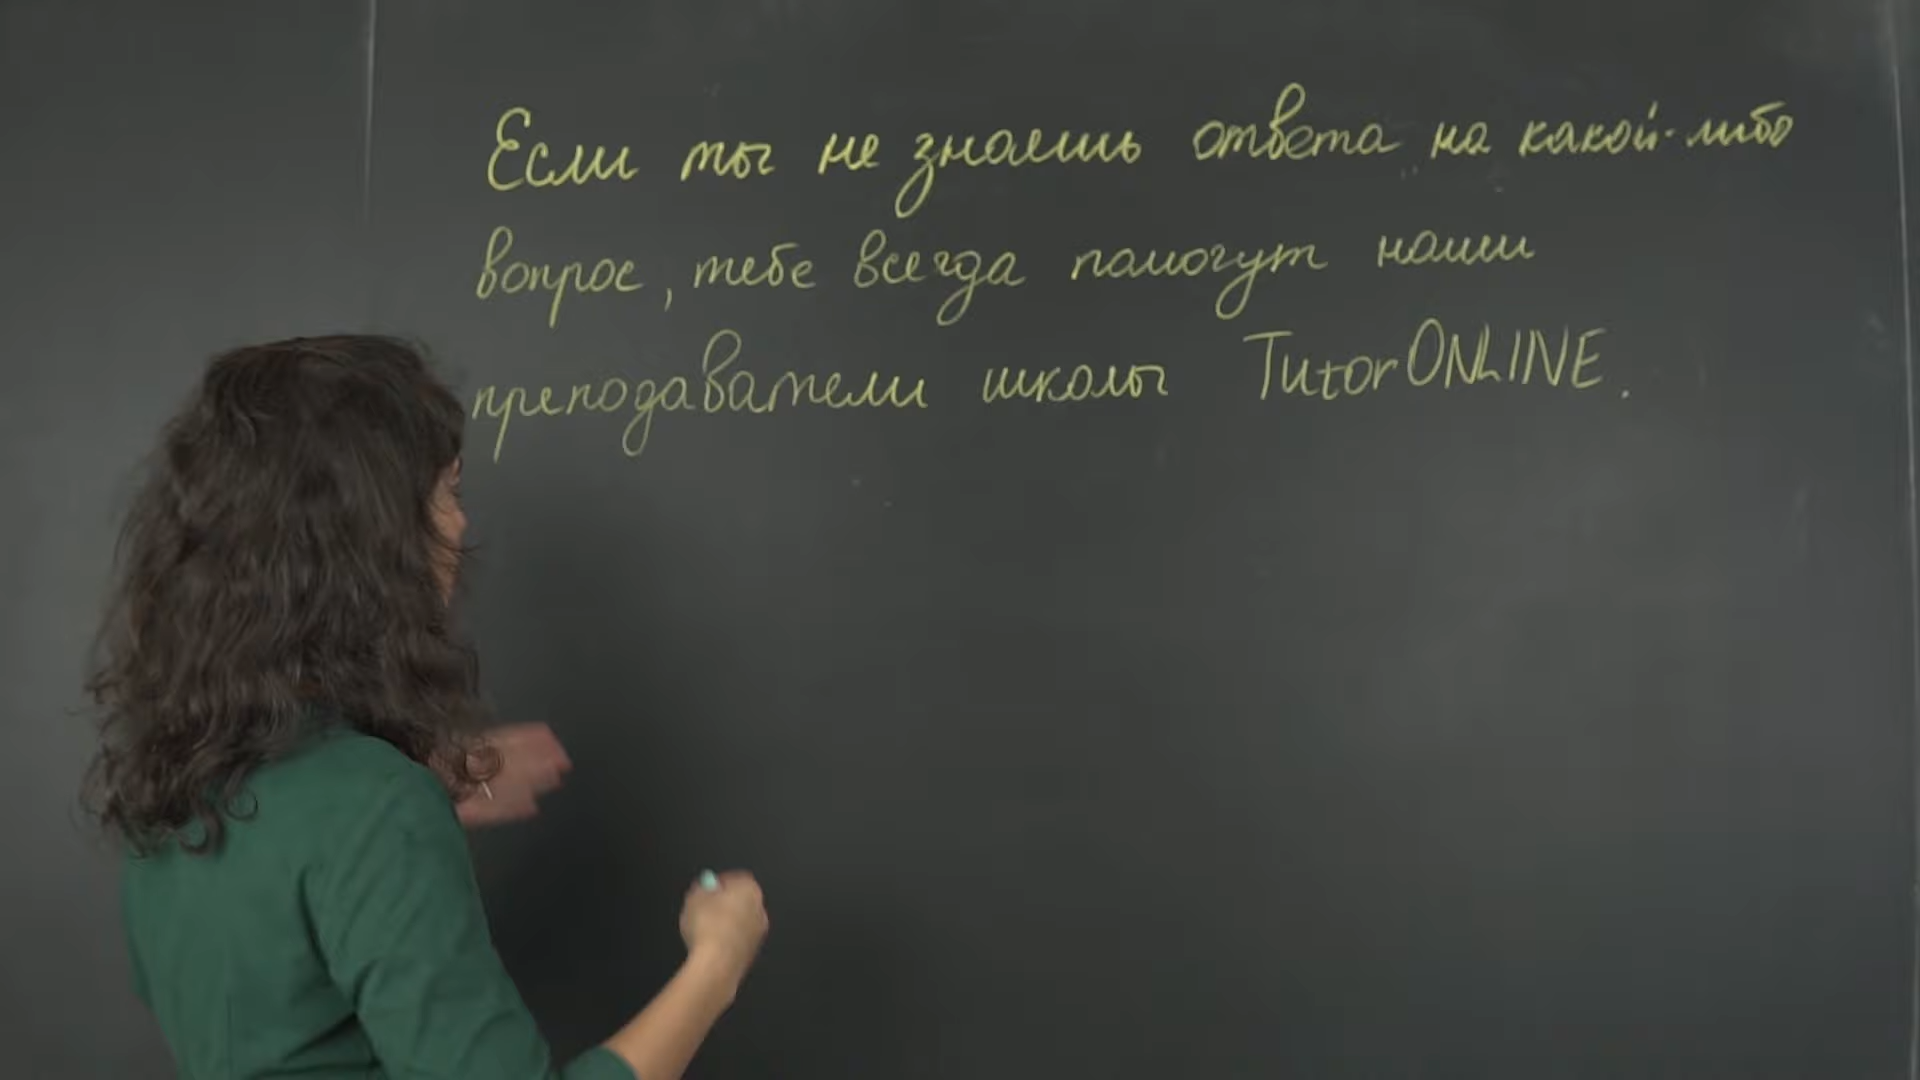 Если ты не знаешь ответа на какой-либо
вопрос, тебе всегда помогут наши
преподаватели школы TutorONLINE.